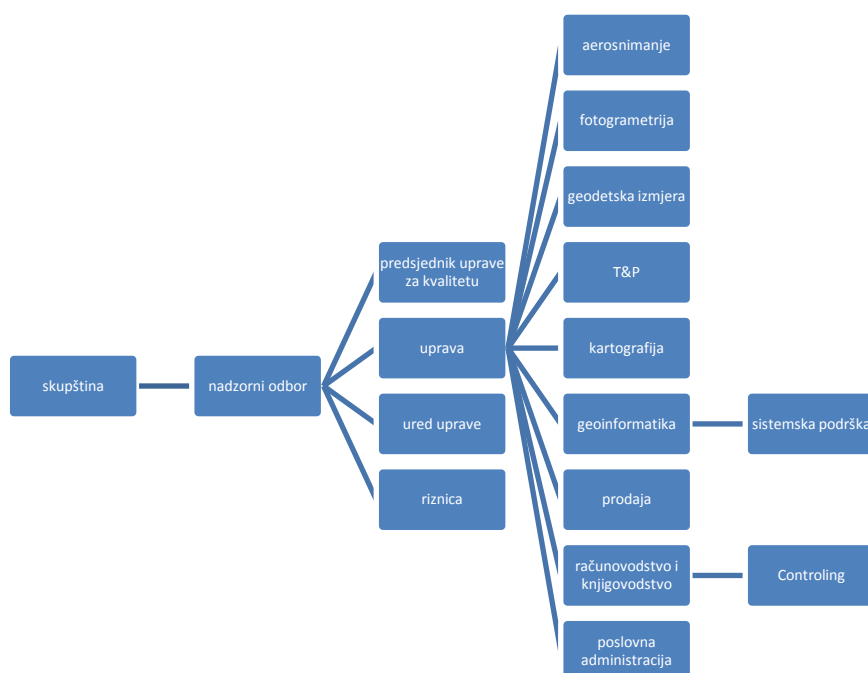 skupština
nadzorni odbor
predsjednik uprave
za kvalitetu
uprava
ured uprave
riznica
aerosnimanje
fotogrametrija
geodetska izmjera
T&P
kartografija
geoinformatika
prodaja
računovodstvo i
knjigovodstvo
poslovna
administracija
sistemska podrška
Controling